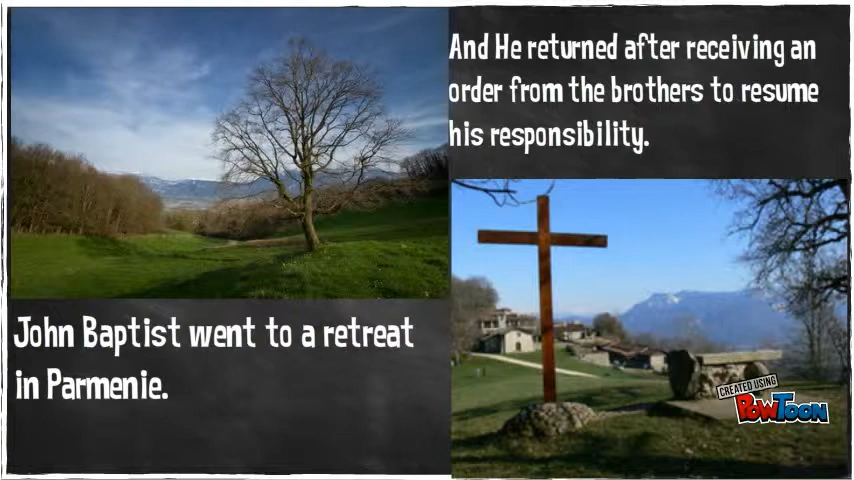 And He returned after receiving an
order from the brothers to resume
his responsibility.
John Baptist went to a retreat
in Parmenie.
CREATED USING
POWTOON